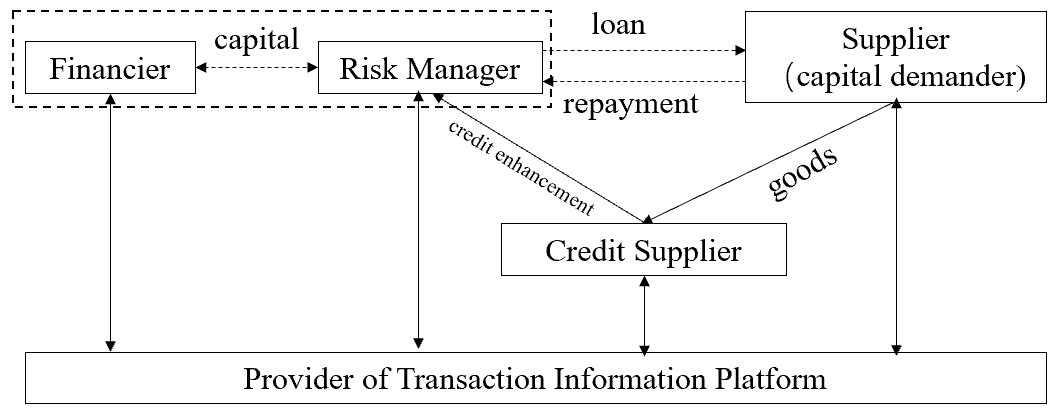 capital
loan
Financier
Risk Manager
Supplier
（capital demander)
repayment
credit enhancement
goods
Credit Supplier
Provider of Transaction Information Platform